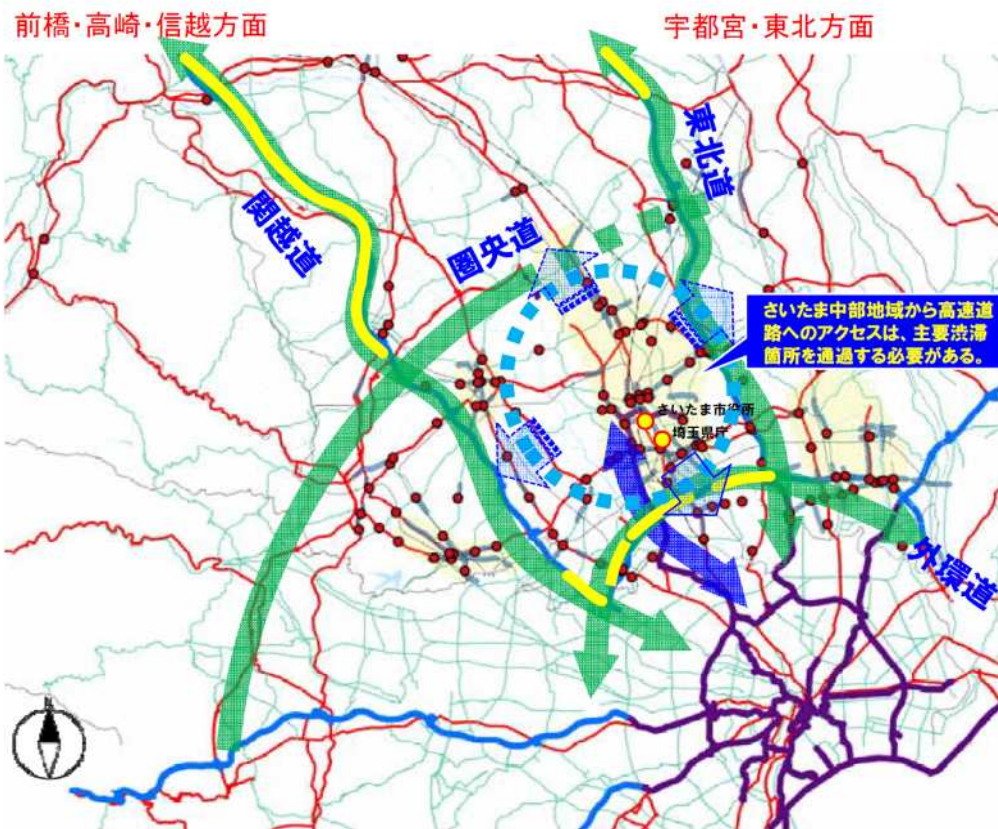 前橋・高崎・信越方面
宇都宮・東北方面
東北道
関越道
圏央道
さいたま中部地域から高速道
路へのアクセスは、主要渋滞
箇所を通過する必要がある。
さいたま市役所
埼玉県庁
外環道
N